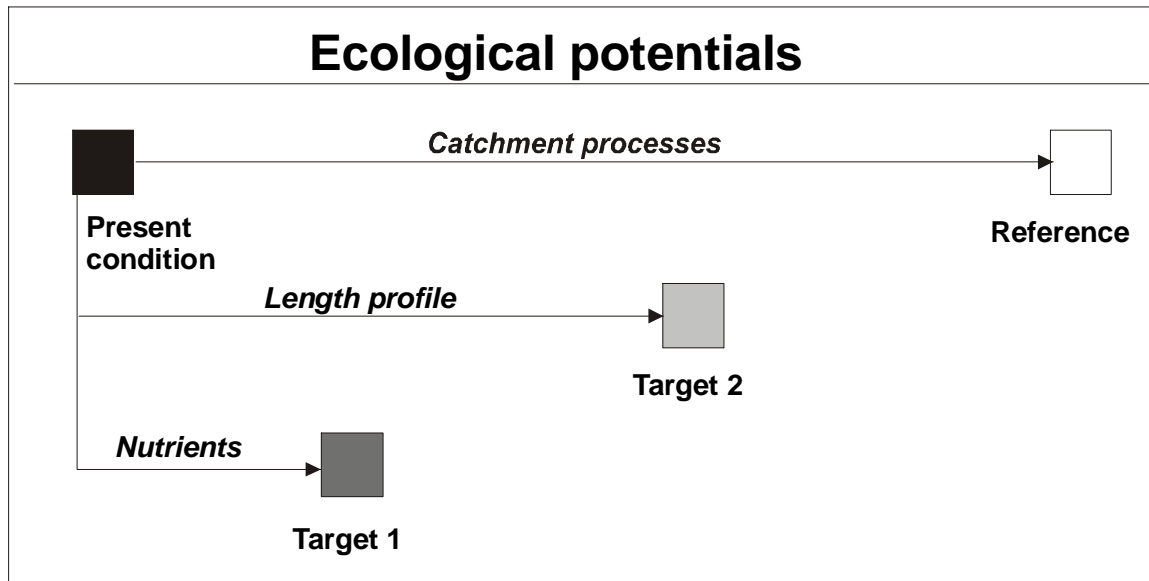 Ecological potentials
Catchment processes
Present
condition
Reference
Length profile
Target 2
Nutrients
Target 1